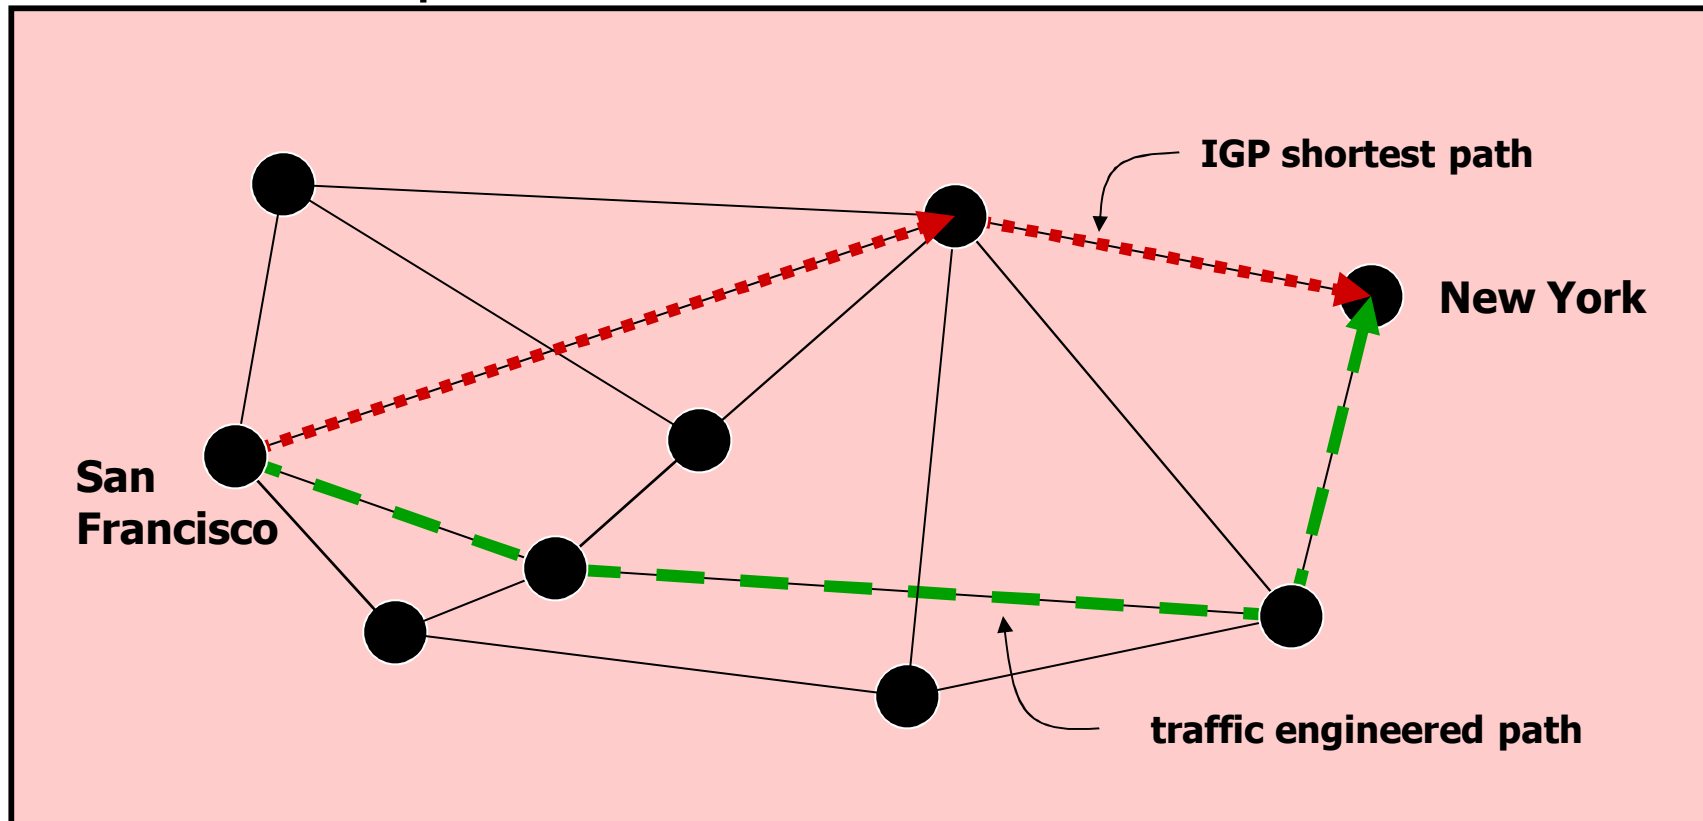 IGP shortest path
New York
San
Francisco
traffic engineered path